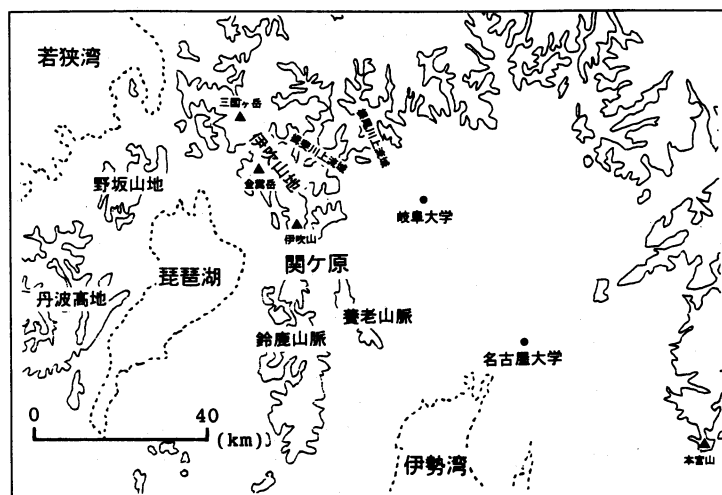 若狭湾
三国ヶ岳
伊吹山地
野坂山地
金糞岳
岐阜大学
伊吹山
関ケ原
琵琶湖
丹波高地
養老山脈
鈴鹿山脈
名古屋大学
0 40
(km)
伊勢湾
本宮山